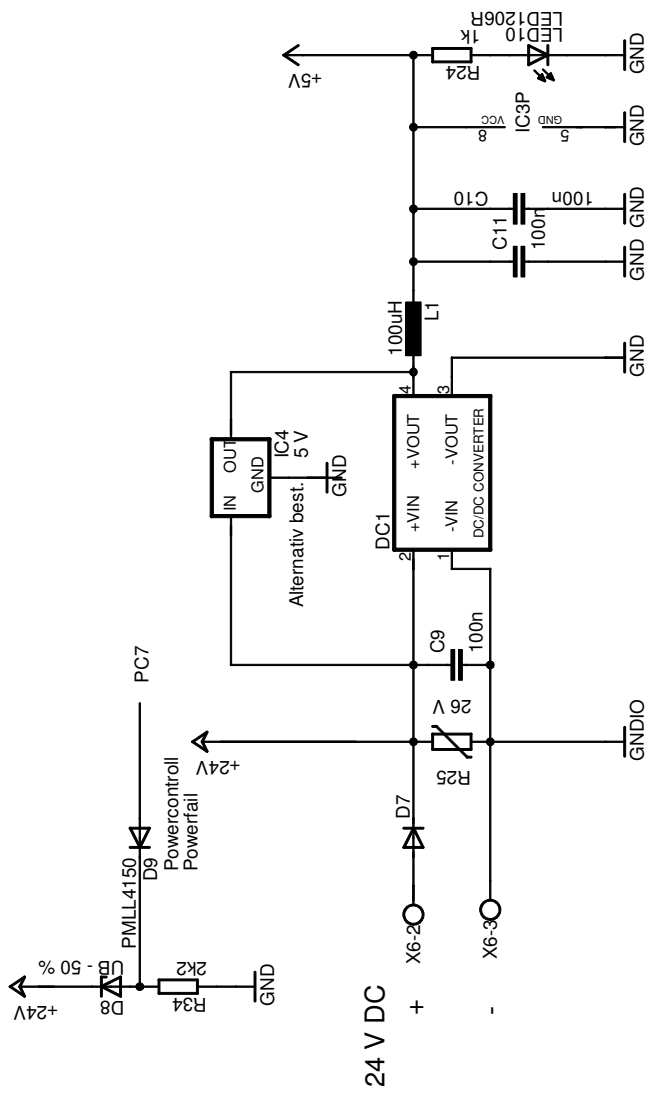 +24V
UB - 50 %
D8
PMLL4150
D9
PC7
Powercontroll
Powerfail
R34
2k2
GND
24 V DC
+
-
X6-2
X6-3
D7
+24V
26 V
R25
GNDIO
C9
100n
IN
OUT
GND
IC4
5 V
Alternativ best.
GND
DC1
2
+VIN
+VOUT
4
1
-VIN
-VOUT
3
DC/DC CONVERTER
GND
100uH
L1
C11
100n
GND
C10
100n
GND
8
VCC
IC3P
GND
5
GND
+5V
R24
1k
LED10
LED1206R
GND